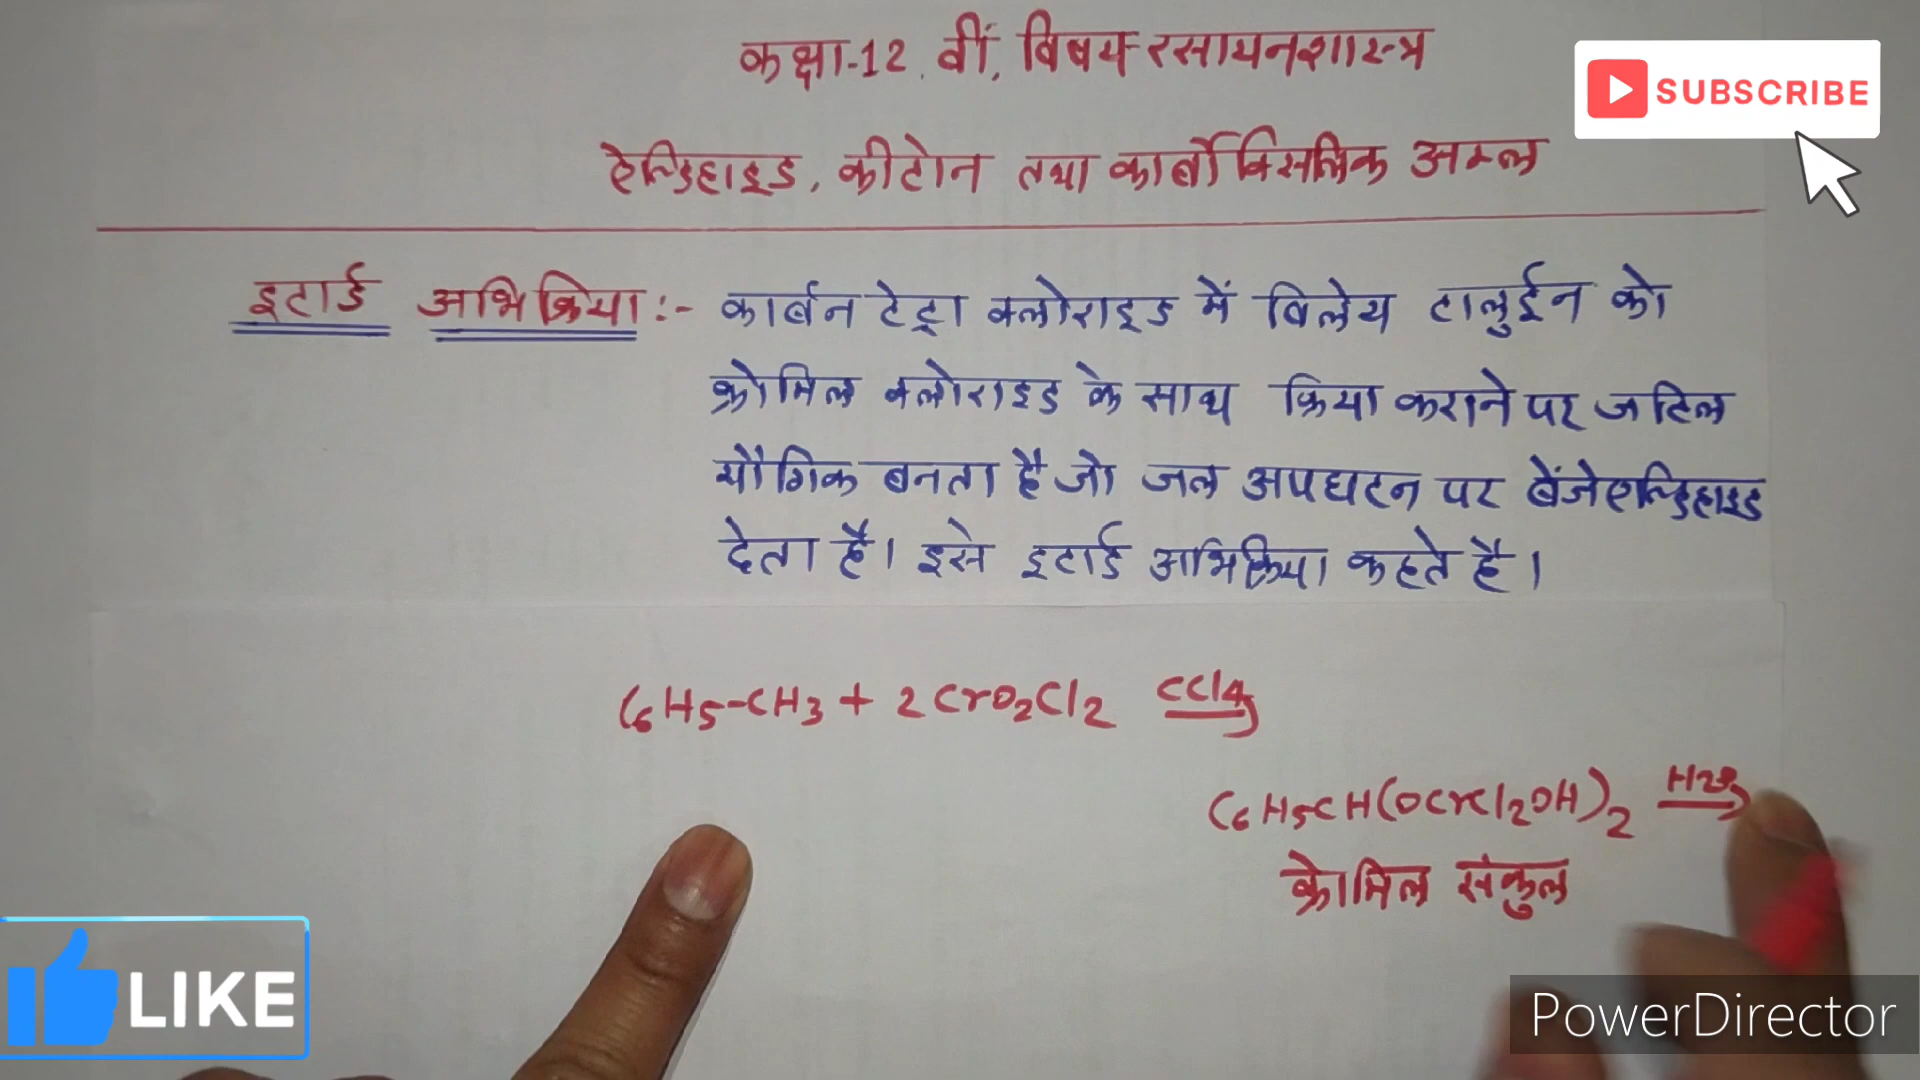 कक्षा-12 वीं, विषय-रसायनशास्त्र
SUBSCRIBE
ऐल्डिहाइड, कीटोन तथा कार्बोक्सिलिक अम्ल
इटार्ड अभिक्रिया :- कार्बन टेट्रा क्लोराइड में विलेय टालुईन को
क्रोमिल क्लोराइड के साथ क्रिया कराने पर जटिल
यौगिक बनता है जो जल अपघटन पर बेंजेएल्डिहाइड
देता है। इसे इटार्ड अभिक्रिया कहते है।
C6H5-CH3 + 2CrO2Cl2 CCl4
C6H5CH(OCrCl2OH)2 H2O
क्रोमिल संकुल
LIKE
PowerDirector